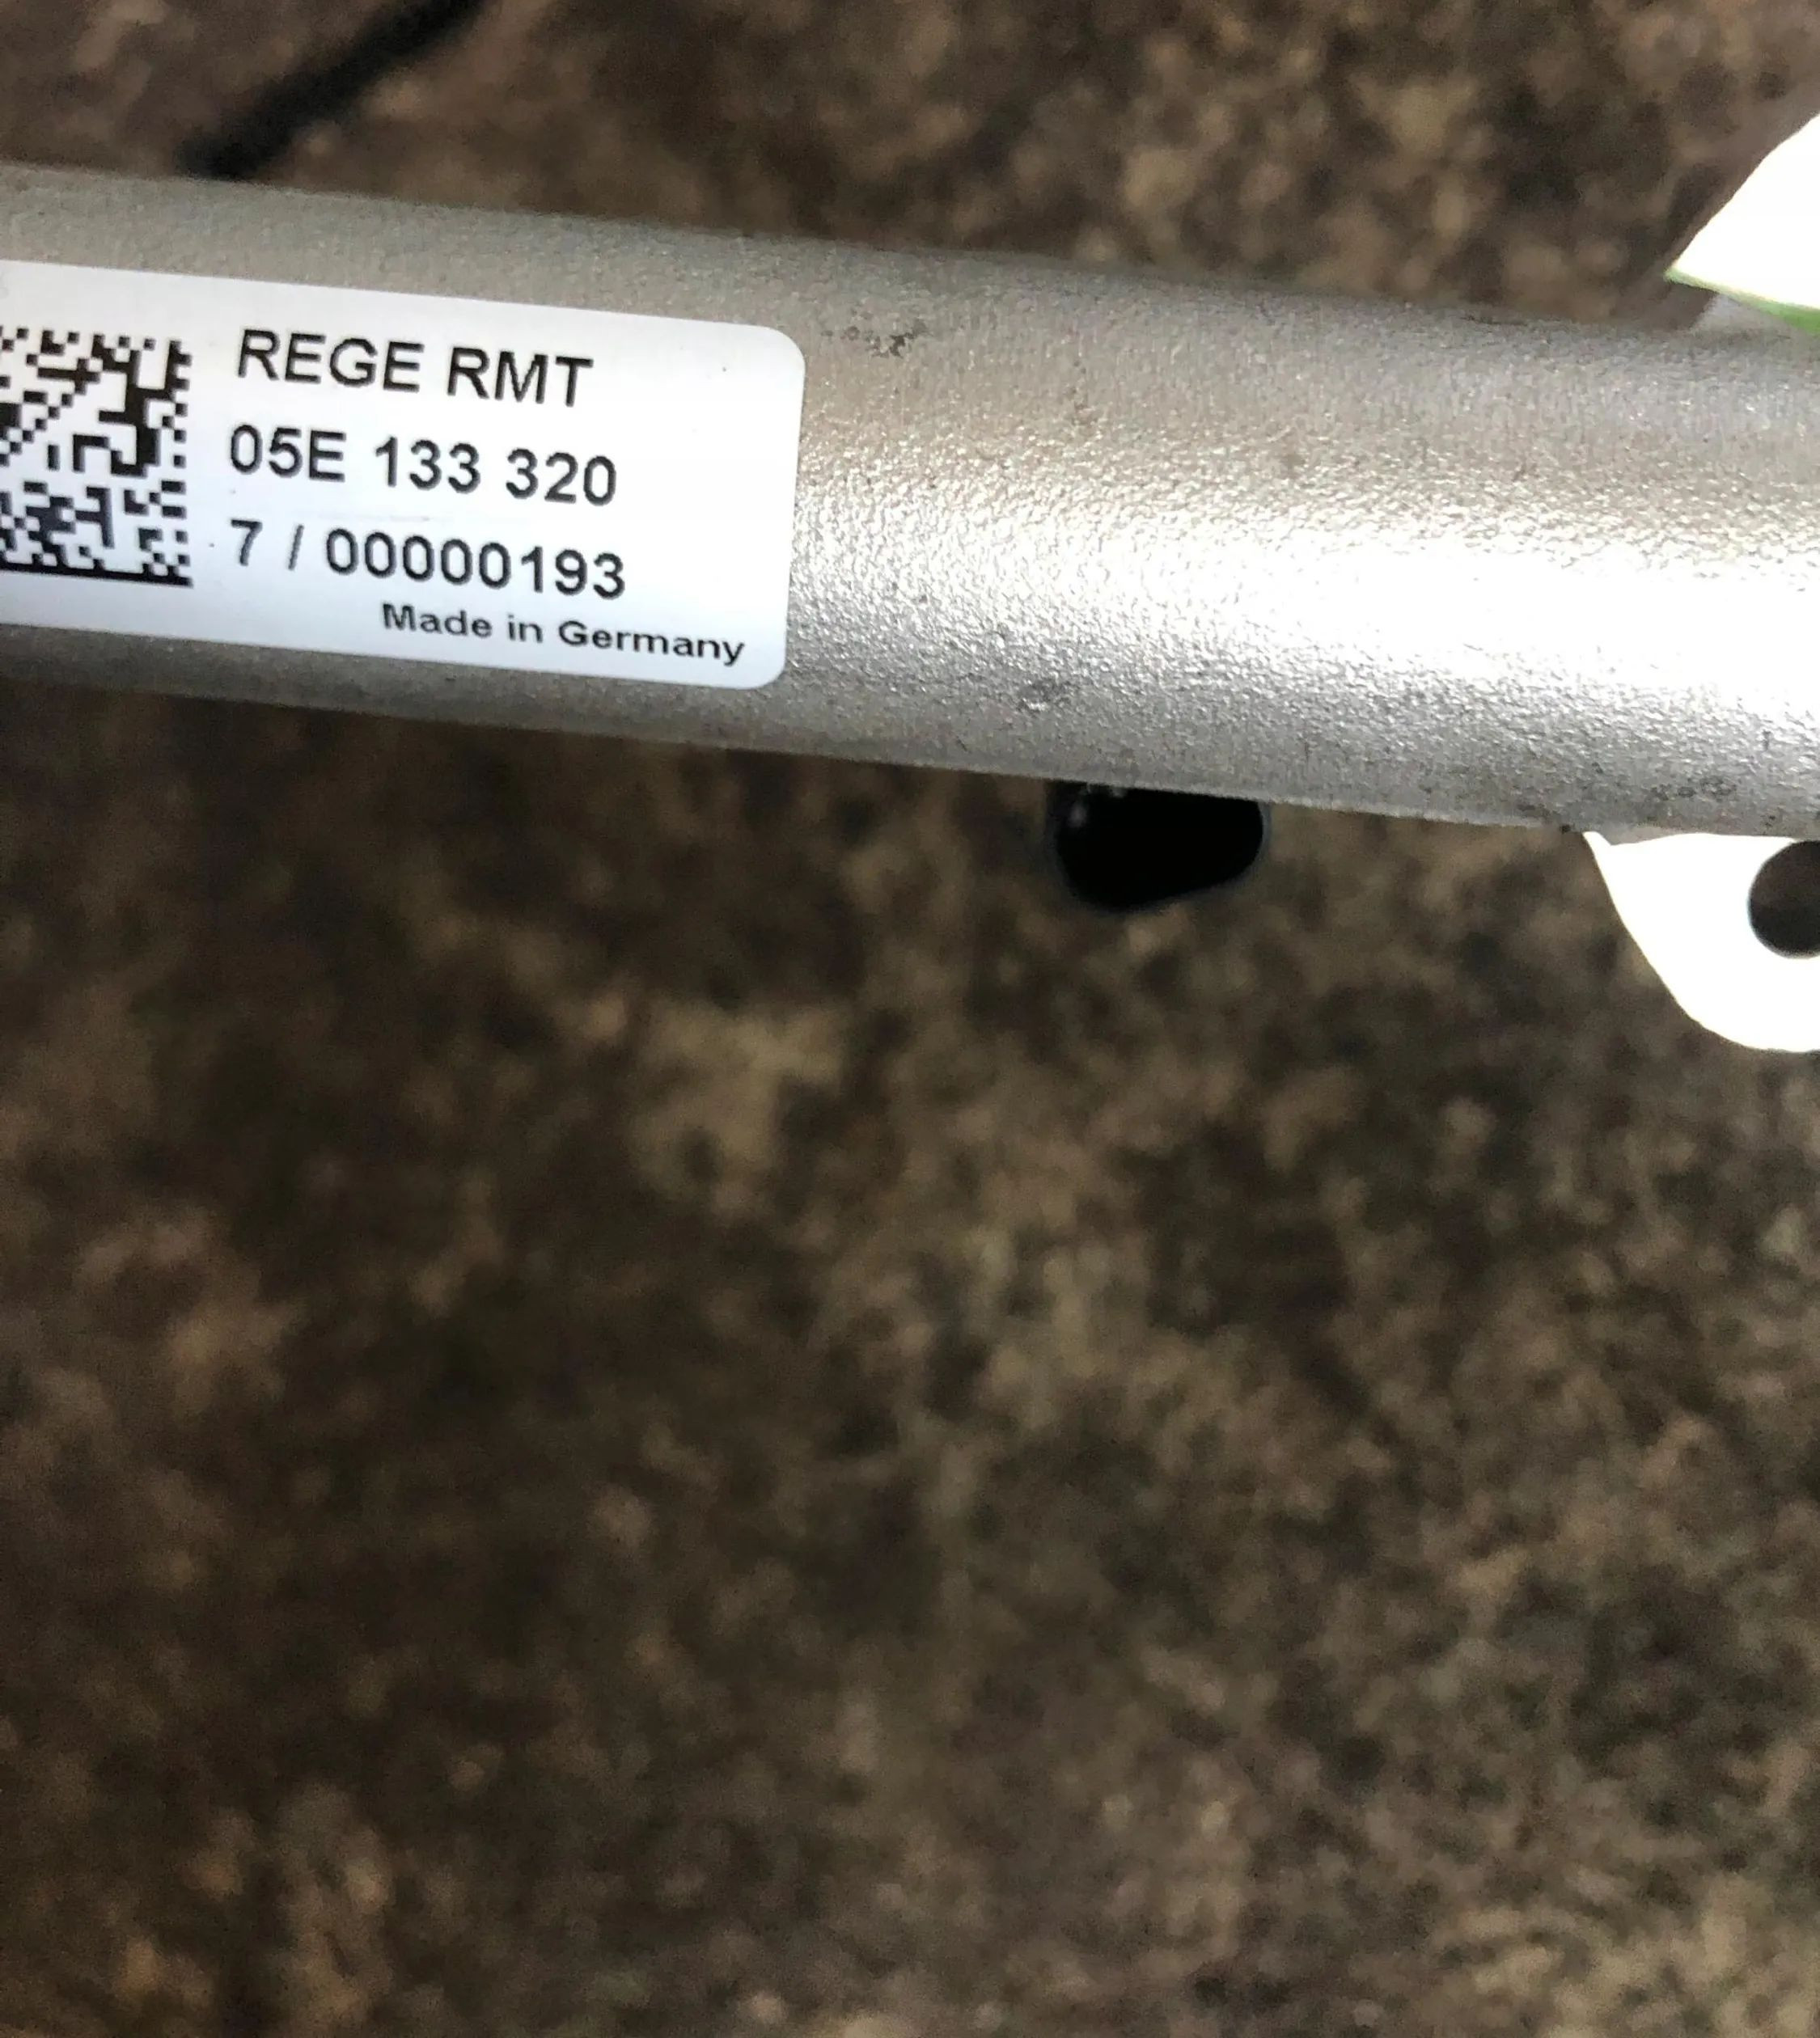 REGE RMT
05E 133 320
7 / 00000193
Made in Germany